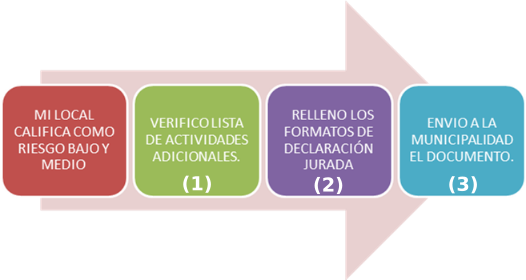 MI LOCAL
CALIFICA COMO
RIESGO BAJO Y
MEDIO
VERIFICO LISTA
DE ACTIVIDADES
ADICIONALES.
(1)
RELLENO LOS
FORMATOS DE
DECLARACIÓN
JURADA
(2)
ENVIO A LA
MUNICIPALIDAD
EL DOCUMENTO.
(3)